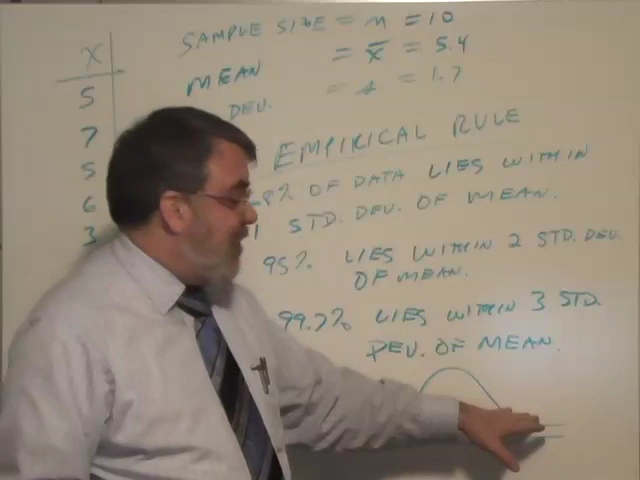 X
5
7
5
6
3
SAMPLE SIZE = n = 10
MEAN = x̄ = 5.4
DEV. = s = 1.7
EMPIRICAL RULE
8% OF DATA LIES WITHIN
1 STD. DEV. OF MEAN.
95% LIES WITHIN 2 STD. DEV.
OF MEAN.
99.7% LIES WITHIN 3 STD.
DEV. OF MEAN.